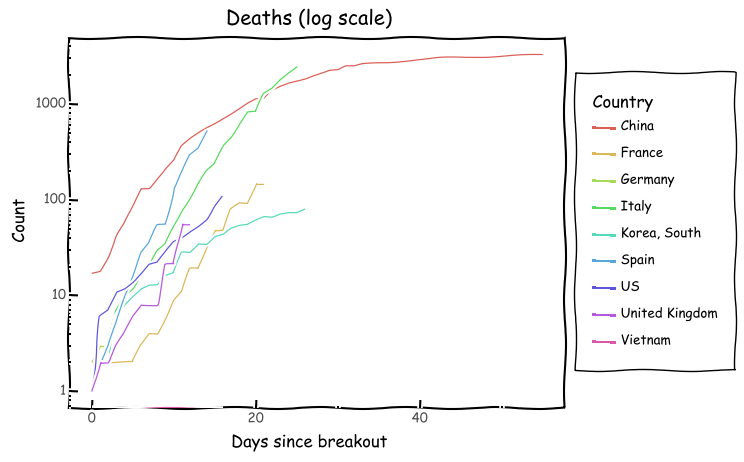 Deaths (log scale)
Count
1000
100
10
1
0
20
40
Days since breakout
Country
China
France
Germany
Italy
Korea, South
Spain
US
United Kingdom
Vietnam